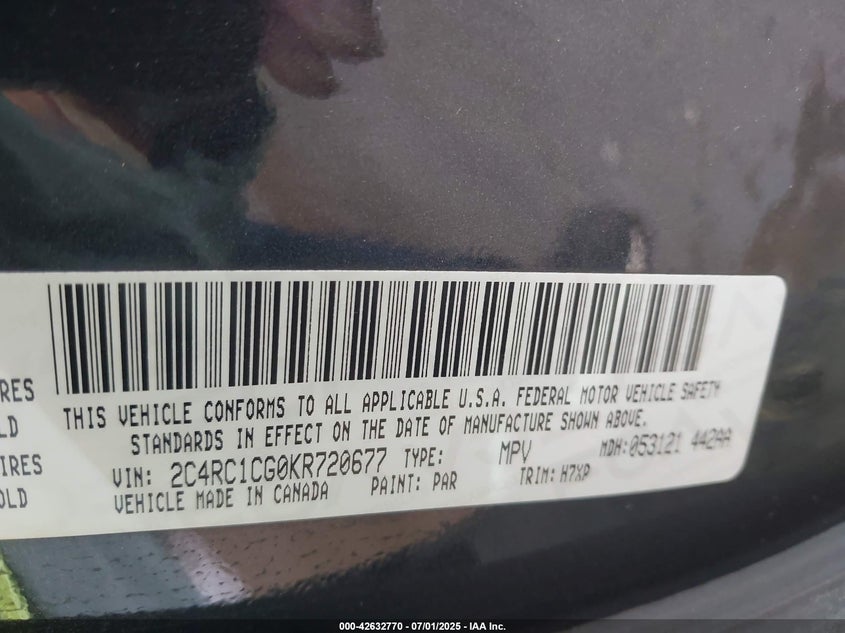 IRES
LD
IRES
OLD
THIS VEHICLE CONFORMS TO ALL APPLICABLE U.S.A. FEDERAL MOTOR VEHICLE SAFETY
STANDARDS IN EFFECT ON THE DATE OF MANUFACTURE SHOWN ABOVE.
VIN: 2C4RC1CG0KR720677 TYPE: MPV MDH:053121 442AA
VEHICLE MADE IN CANADA PAINT: PAR TRIM: H7XP
000-42632770 - 07/01/2025 - IAA Inc.